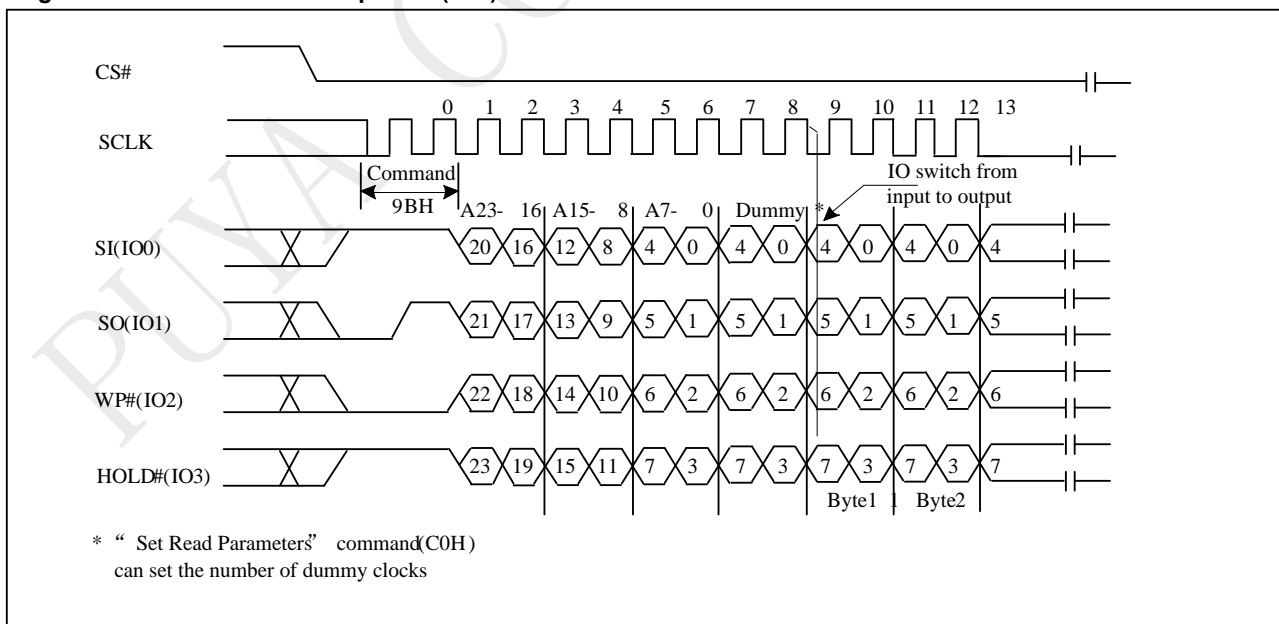 CS#
0 1 2 3 4 5 6 7 8 9 10 11 12 13
SCLK
Command
9BH
IO switch from
input to output
A23- 16 A15- 8 A7- 0 Dummy *
SI(IO0) 20 16 12 8 4 0 4 0 4 0 4 0 4
SO(IO1) 21 17 13 9 5 1 5 1 5 1 5 1 5
WP#(IO2) 22 18 14 10 6 2 6 2 6 2 6 2 6
HOLD#(IO3) 23 19 15 11 7 3 7 3 7 3 7 3 7
Byte1 1 Byte2
* “ Set Read Parameters” command(C0H)
can set the number of dummy clocks
PUYA